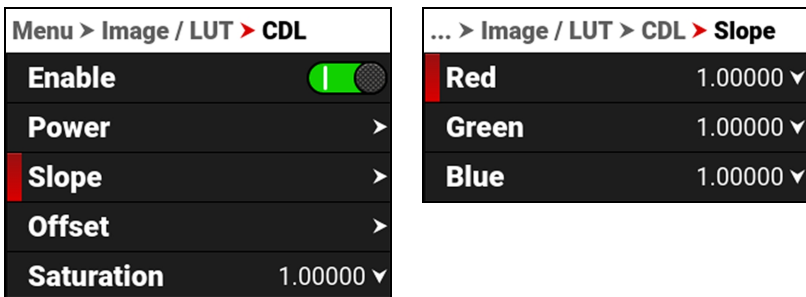 Menu > Image / LUT > CDL
Enable
Power
Slope
Offset
Saturation 1.00000
... > Image / LUT > CDL > Slope
Red 1.00000
Green 1.00000
Blue 1.00000